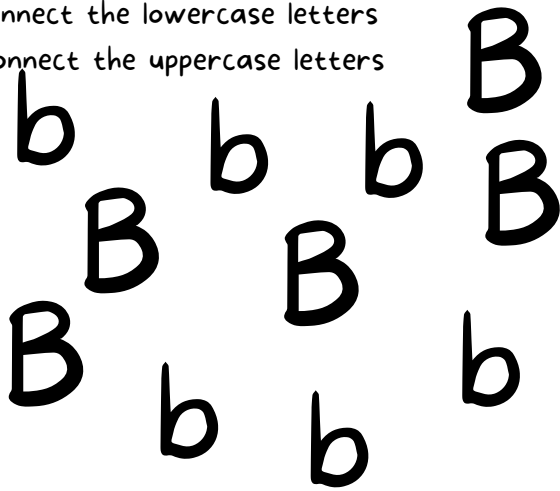 nnect the lowercase letters
onnect the uppercase letters
B
b b b
B
B B
B b
b b